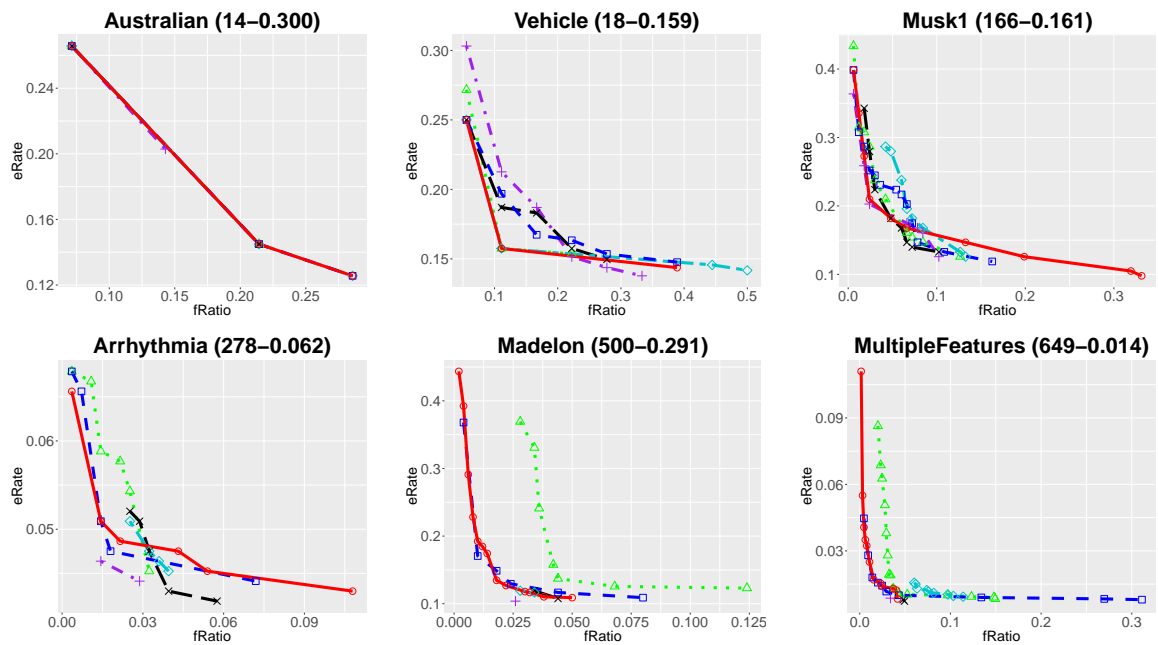 Australian (14−0.300)
0.24
0.20
0.16
0.12
eRate
0.10
0.15
0.20
0.25
fRatio
Vehicle (18−0.159)
0.30
0.25
0.20
0.15
eRate
0.1
0.2
0.3
0.4
0.5
fRatio
Musk1 (166−0.161)
0.4
0.3
0.2
0.1
eRate
0.0
0.1
0.2
0.3
fRatio
Arrhythmia (278−0.062)
0.06
0.05
0.04
eRate
0.00
0.03
0.06
0.09
fRatio
Madelon (500−0.291)
0.4
0.3
0.2
0.1
eRate
0.000
0.025
0.050
0.075
0.100
0.125
fRatio
MultipleFeatures (649−0.014)
0.09
0.06
0.03
eRate
0.0
0.1
0.2
0.3
fRatio